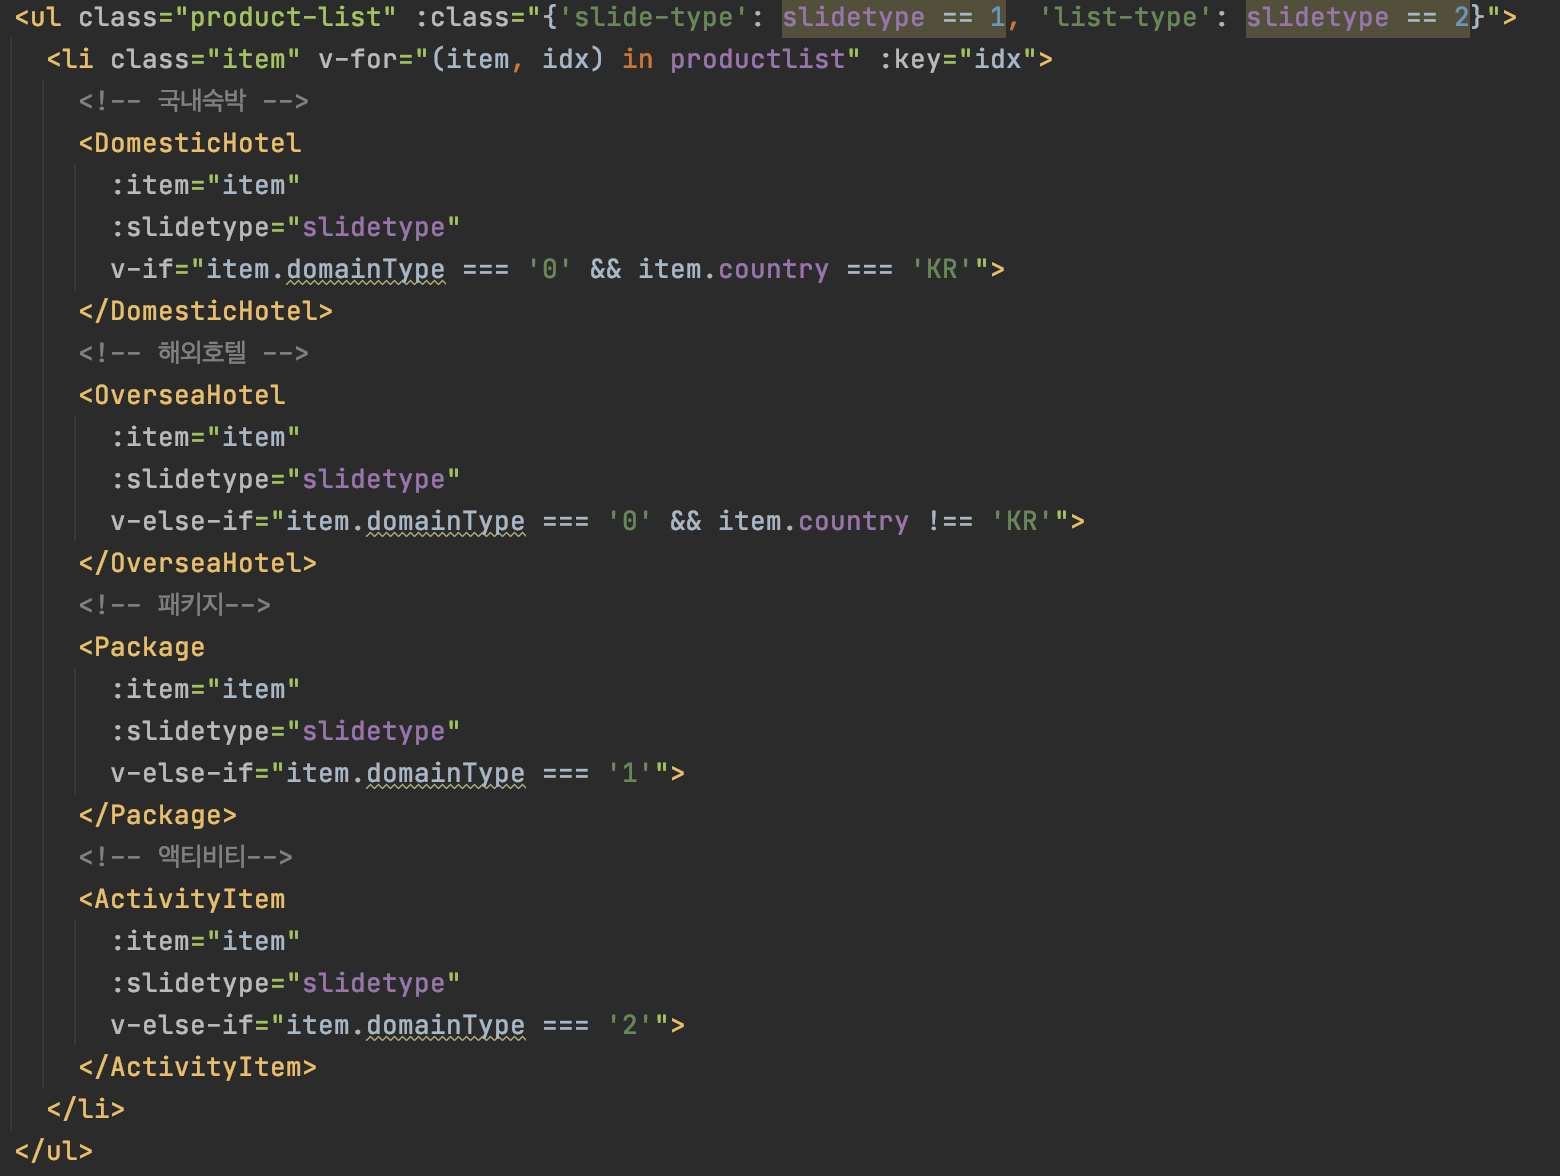 <ul class="product-list" :class="{'slide-type': slidetype == 1, 'list-type': slidetype == 2}">
<li class="item" v-for="(item, idx) in productlist" :key="idx">
<!-- 국내숙박 -->
<DomesticHotel
:item="item"
:slidetype="slidetype"
v-if="item.domainType === '0' && item.country === 'KR'">
</DomesticHotel>
<!-- 해외호텔 -->
<OverseaHotel
:item="item"
:slidetype="slidetype"
v-else-if="item.domainType === '0' && item.country !== 'KR'">
</OverseaHotel>
<!-- 패키지-->
<Package
:item="item"
:slidetype="slidetype"
v-else-if="item.domainType === '1'">
</Package>
<!-- 액티비티-->
<ActivityItem
:item="item"
:slidetype="slidetype"
v-else-if="item.domainType === '2'">
</ActivityItem>
</li>
</ul>